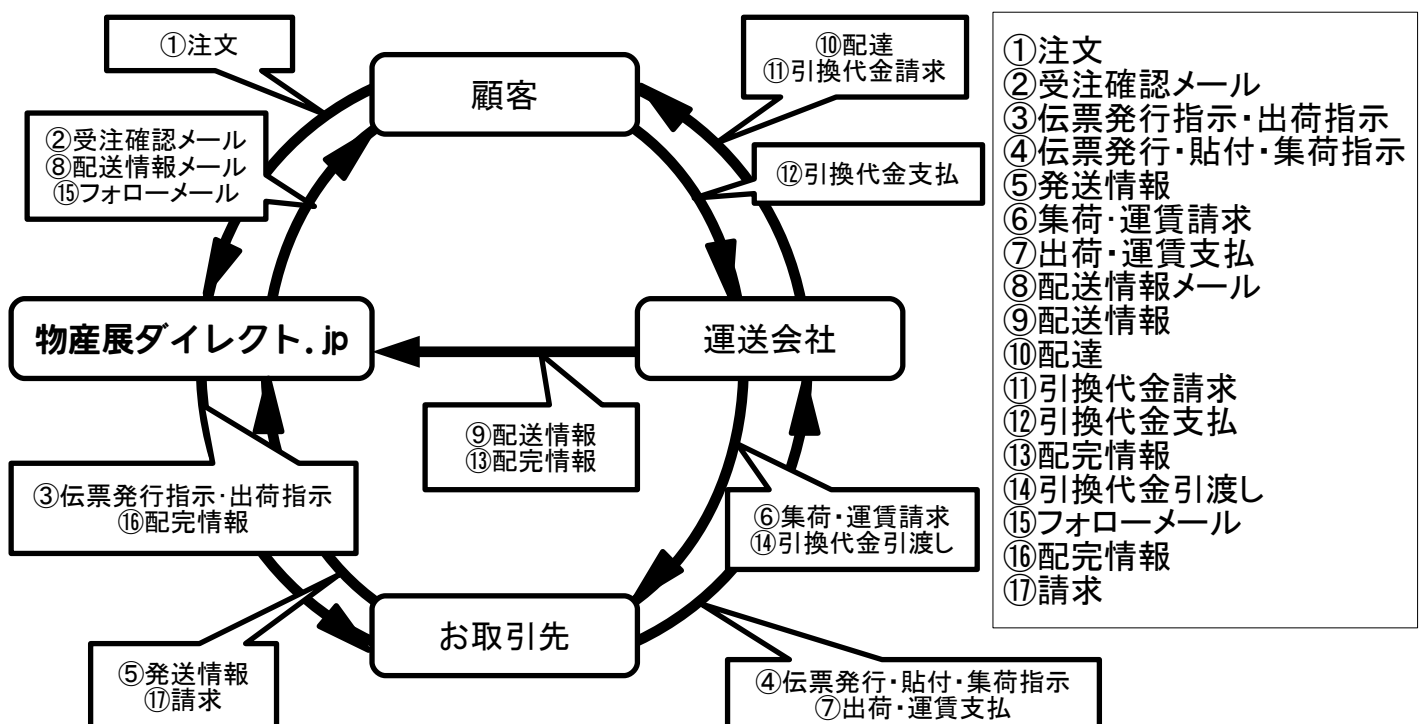 ①注文
顧客
⑩配達
⑪引換代金請求
②受注確認メール
⑧配送情報メール
⑮フォローメール
⑫引換代金支払
物産展ダイレクト.jp
運送会社
⑨配送情報
⑬配完情報
③伝票発行指示・出荷指示
⑯配完情報
⑥集荷・運賃請求
⑭引換代金引渡し
お取引先
⑤発送情報
⑰請求
④伝票発行・貼付・集荷指示
⑦出荷・運賃支払
①注文
②受注確認メール
③伝票発行指示・出荷指示
④伝票発行・貼付・集荷指示
⑤発送情報
⑥集荷・運賃請求
⑦出荷・運賃支払
⑧配送情報メール
⑨配送情報
⑩配達
⑪引換代金請求
⑫引換代金支払
⑬配完情報
⑭引換代金引渡し
⑮フォローメール
⑯配完情報
⑰請求